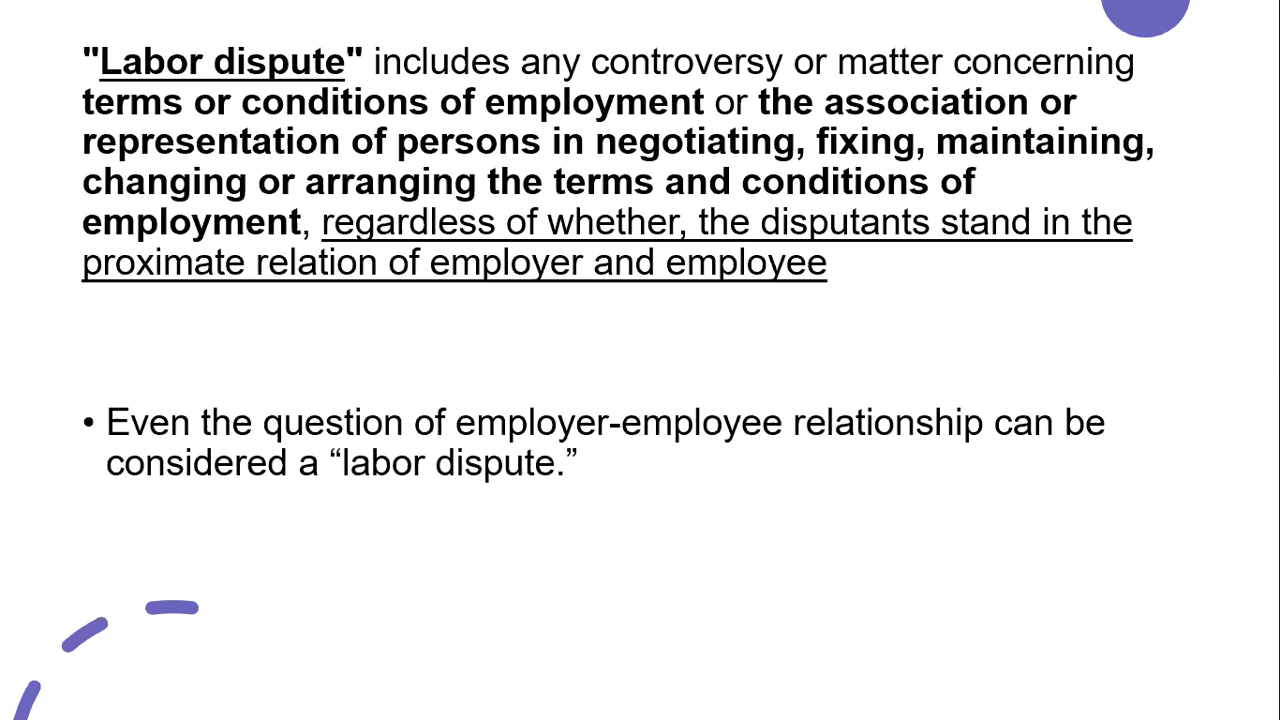 "Labor dispute" includes any controversy or matter concerning
terms or conditions of employment or the association or
representation of persons in negotiating, fixing, maintaining,
changing or arranging the terms and conditions of
employment, regardless of whether, the disputants stand in the
proximate relation of employer and employee
• Even the question of employer-employee relationship can be
considered a “labor dispute.”